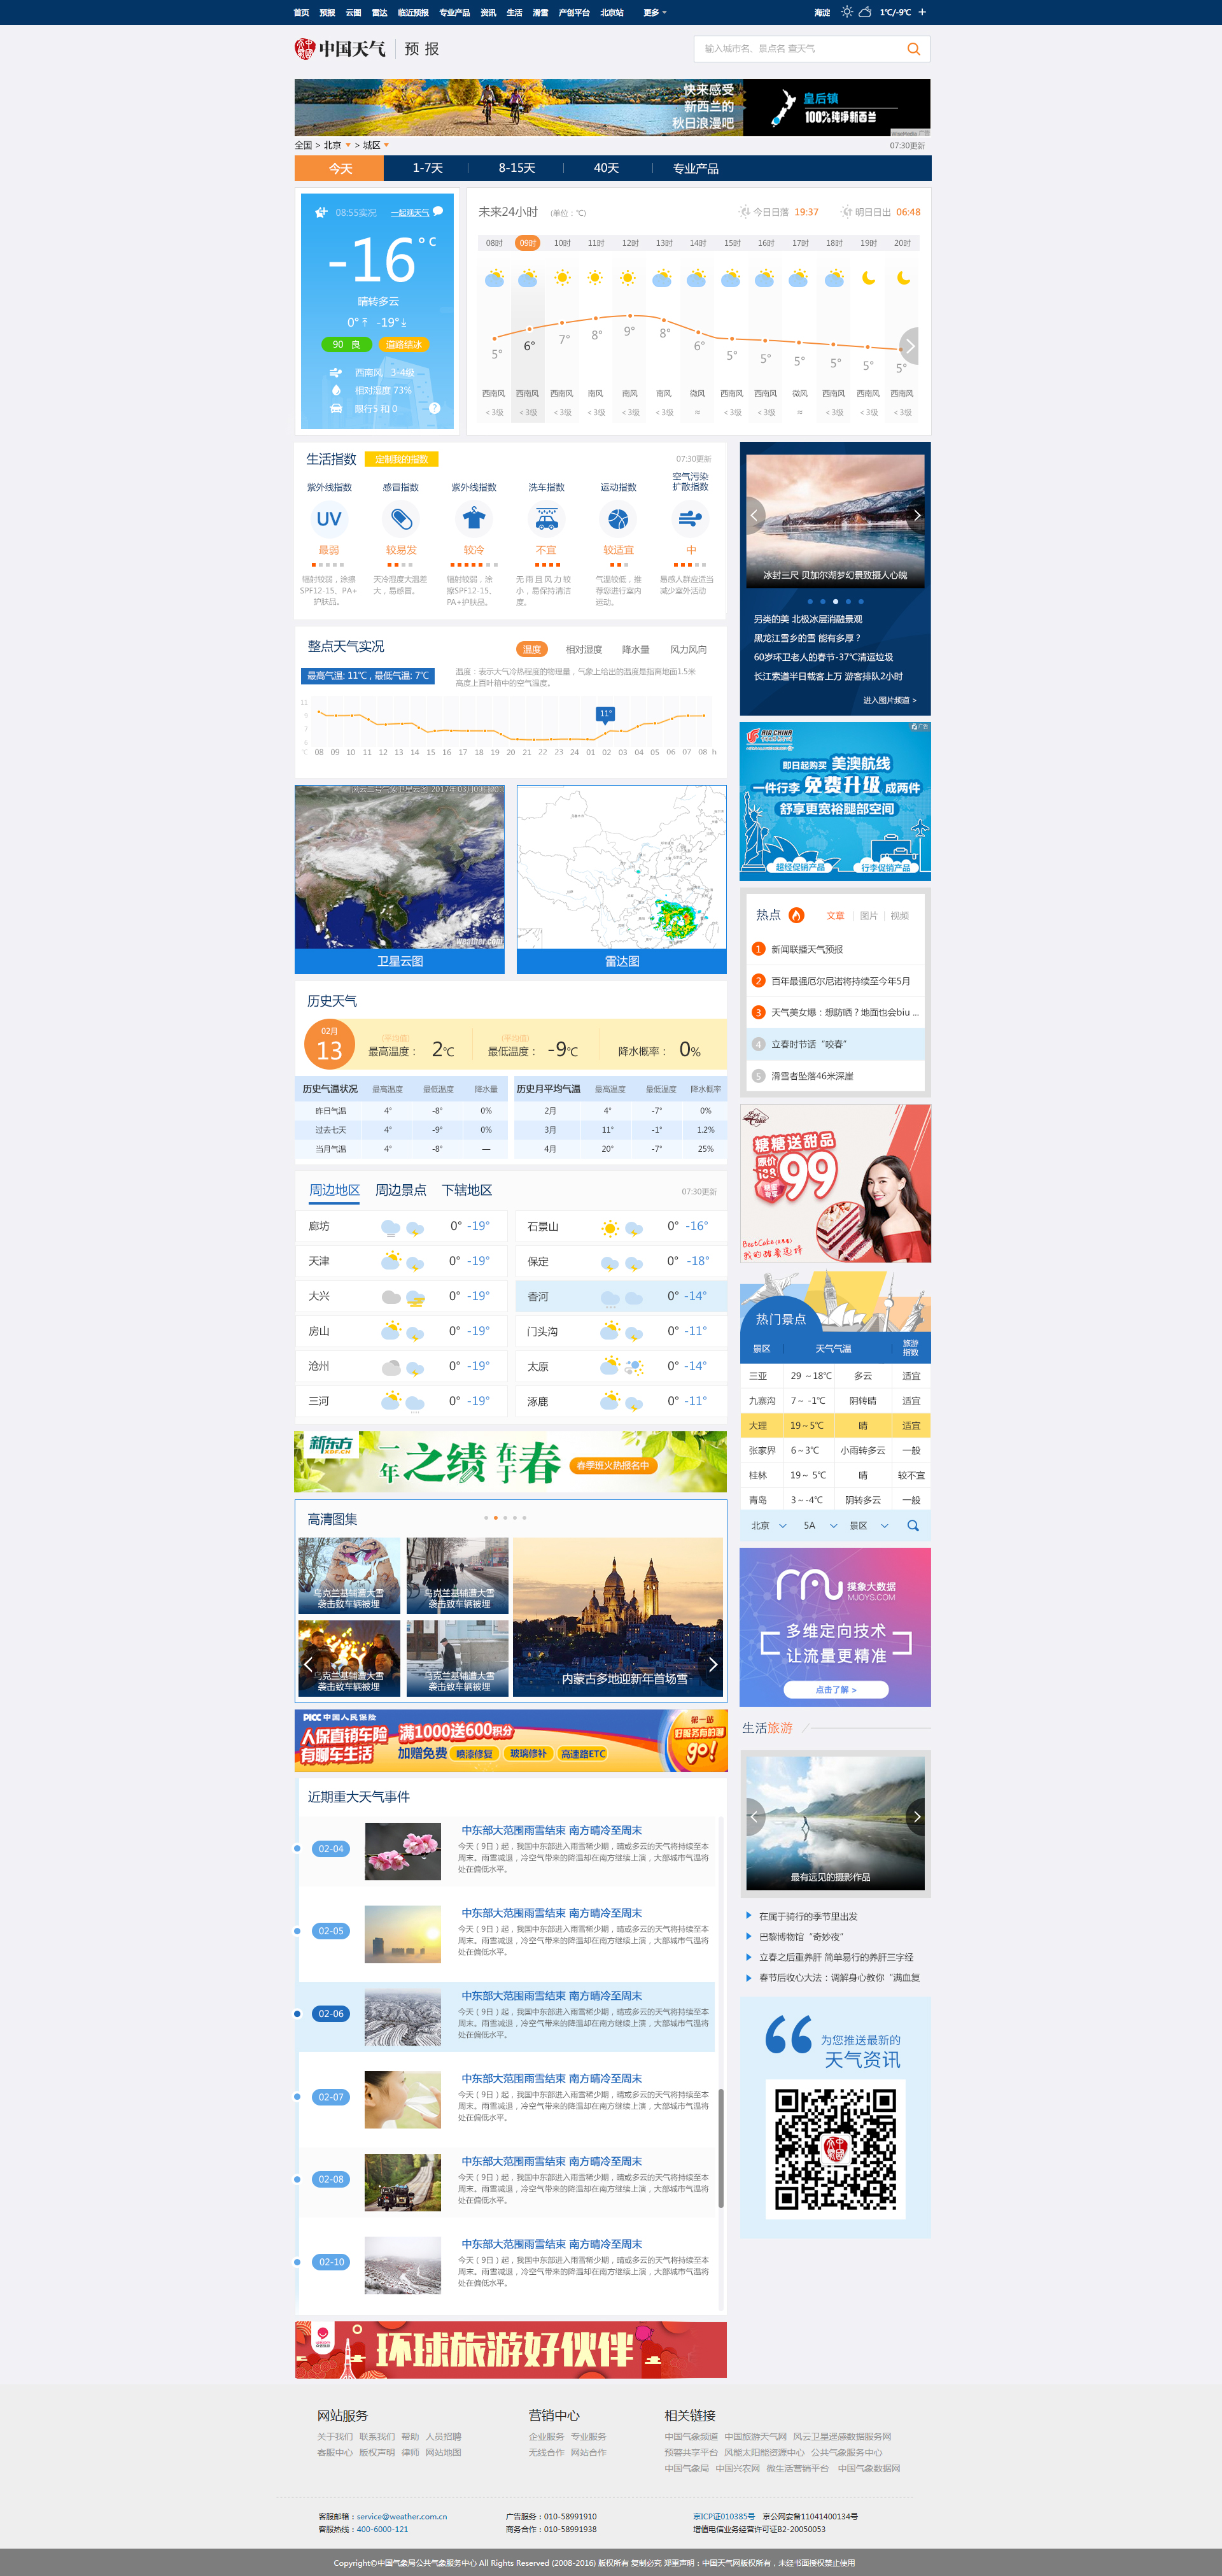 首页 预报 云图 雷达 临近预报 专业产品 资讯 生活 滑雪 产创平台 北京站 更多
海淀 1℃/-9℃ +
中国天气 预报
输入城市名、景点名 查天气
快来感受
新西兰的
秋日浪漫吧
皇后镇
100%纯净新西兰
全国 > 北京 > 城区
07:30更新
今天 1-7天 8-15天 40天 专业产品
08:55实况 一起观天气
-16°C
晴转多云
0° -19°
90 良 道路结冰
西南风 3-4级
相对湿度 73%
限行5 和 0
?
未来24小时 (单位:℃)
今日日落 19:37 明日日出 06:48
08时 09时 10时 11时 12时 13时 14时 15时 16时 17时 18时 19时 20时
5° 6° 7° 8° 9° 8° 6° 5° 5° 5° 5° 5° 5°
西南风 西南风 西南风 南风 南风 南风 微风 西南风 西南风 微风 西南风 西南风 西南风
<3级 <3级 <3级 <3级 <3级 <3级 ≈ <3级 <3级 ≈ <3级 <3级 <3级
生活指数 定制我的指数
07:30更新
紫外线指数 感冒指数 紫外线指数 洗车指数 运动指数 空气污染
扩散指数
UV
最弱 较易发 较冷 不宜 较适宜 中
辐射较弱,涂擦SPF12-15、PA+护肤品。
天冷湿度大温差大,易感冒。
辐射较弱,涂擦SPF12-15、PA+护肤品。
无雨且风力较小,易保持清洁度。
气温较低,推荐您进行室内运动。
易感人群应适当减少室外活动
整点天气实况
温度 相对湿度 降水量 风力风向
最高气温: 11℃ , 最低气温: 7℃
温度:表示大气冷热程度的物理量,气象上给出的温度是指离地面1.5米
高度上百叶箱中的空气温度。
11
9
7
6
℃
11°
08 09 10 11 12 13 14 15 16 17 18 19 20 21 22 23 24 01 02 03 04 05 06 07 08 h
weather.com.cn
卫星云图
雷达图
历史天气
02月
13
(平均值)
最高温度: 2℃
(平均值)
最低温度: -9℃
降水概率: 0%
历史气温状况 最高温度 最低温度 降水量
昨日气温 4° -8° 0%
过去七天 4° -9° 0%
当月气温 4° -8° —
历史月平均气温 最高温度 最低温度 降水概率
2月 4° -7° 0%
3月 11° -1° 1.2%
4月 20° -7° 25%
周边地区 周边景点 下辖地区
07:30更新
廊坊 0° -19°
石景山 0° -16°
天津 0° -19°
保定 0° -18°
大兴 0° -19°
香河 0° -14°
房山 0° -19°
门头沟 0° -11°
沧州 0° -19°
太原 0° -14°
三河 0° -19°
涿鹿 0° -11°
新东方
XDF.CN
一年之绩在于春
春季班火热报名中
高清图集
乌克兰基辅遭大雪
袭击致车辆被埋
乌克兰基辅遭大雪
袭击致车辆被埋
乌克兰基辅遭大雪
袭击致车辆被埋
乌克兰基辅遭大雪
袭击致车辆被埋
内蒙古多地迎新年首场雪
PICC 中国人民保险
人保直销车险
有聊车生活
满1000送600积分
加赠免费 喷漆修复 玻璃修补 高速路ETC
第一站
go!
近期重大天气事件
02-04
中东部大范围雨雪结束 南方晴冷至周末
今天(9日)起,我国中东部进入雨雪稀少期,晴或多云的天气将持续至本
周末。雨雪减退,冷空气带来的降温却在南方继续上演,大部城市气温将
处在偏低水平。
02-05
中东部大范围雨雪结束 南方晴冷至周末
今天(9日)起,我国中东部进入雨雪稀少期,晴或多云的天气将持续至本
周末。雨雪减退,冷空气带来的降温却在南方继续上演,大部城市气温将
处在偏低水平。
02-06
中东部大范围雨雪结束 南方晴冷至周末
今天(9日)起,我国中东部进入雨雪稀少期,晴或多云的天气将持续至本
周末。雨雪减退,冷空气带来的降温却在南方继续上演,大部城市气温将
处在偏低水平。
02-07
中东部大范围雨雪结束 南方晴冷至周末
今天(9日)起,我国中东部进入雨雪稀少期,晴或多云的天气将持续至本
周末。雨雪减退,冷空气带来的降温却在南方继续上演,大部城市气温将
处在偏低水平。
02-08
中东部大范围雨雪结束 南方晴冷至周末
今天(9日)起,我国中东部进入雨雪稀少期,晴或多云的天气将持续至本
周末。雨雪减退,冷空气带来的降温却在南方继续上演,大部城市气温将
处在偏低水平。
02-10
中东部大范围雨雪结束 南方晴冷至周末
今天(9日)起,我国中东部进入雨雪稀少期,晴或多云的天气将持续至本
周末。雨雪减退,冷空气带来的降温却在南方继续上演,大部城市气温将
处在偏低水平。
环球旅游好伙伴
冰封三尺 贝加尔湖梦幻景致摄人心魄
另类的美 北极冰层消融景观
黑龙江雪乡的雪 能有多厚?
60岁环卫老人的春节-37℃清运垃圾
长江索道半日载客上万 游客排队2小时
进入图片频道 >
AIR CHINA
即日起购买 美澳航线
一件行李 免费升级 成两件
舒享更宽裕腿部空间
超经促销产品 行李促销产品
热点 文章 图片 视频
1 新闻联播天气预报
2 百年最强厄尔尼诺将持续至今年5月
3 天气美女爆:想防晒?地面也会biu ...
4 立春时节话“咬春”
5 滑雪者坠落46米深崖
糖糖送甜品
限价
99
BestCake
热门景点
景区 天气气温 旅游
指数
三亚 29 ~18℃ 多云 适宜
九寨沟 7~ -1℃ 阴转晴 适宜
大理 19~5℃ 晴 适宜
张家界 6~3℃ 小雨转多云 一般
桂林 19~ 5℃ 晴 较不宜
青岛 3~-4℃ 阴转多云 一般
北京 5A 景区
摸象大数据
MJOYS.COM
多维定向技术
让流量更精准
点击了解 >
生活旅游
最有远见的摄影作品
在属于骑行的季节里出发
巴黎博物馆“奇妙夜”
立春之后重养肝 简单易行的养肝三字经
春节后收心大法:调解身心教你“满血复
为您推送最新的
天气资讯
网站服务
关于我们 联系我们 帮助 人员招聘
客服中心 版权声明 律师 网站地图
营销中心
企业服务 专业服务
无线合作 网站合作
相关链接
中国气象频道 中国旅游天气网 风云卫星遥感数据服务网
预警共享平台 风能太阳能资源中心 公共气象服务中心
中国气象局 中国兴农网 微生活营销平台 中国气象数据网
客服邮箱:service@weather.com.cn
客服热线:400-6000-121
广告服务:010-58991910
商务合作:010-58991938
京ICP证010385号 京公网安备11041400134号
增值电信业务经营许可证B2-20050053
Copyright©中国气象局公共气象服务中心 All Rights Reserved (2008-2016) 版权所有 复制必究 郑重声明:中国天气网版权所有,未经书面授权禁止使用